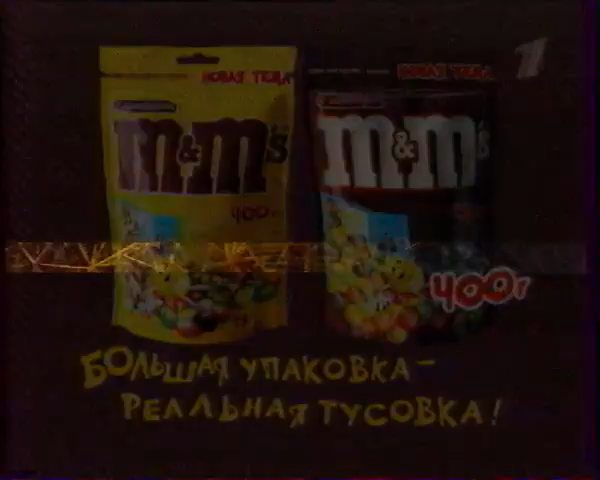 НОВАЯ ТЕМА
НОВАЯ ТЕМА
1
m&m's
m&m's
400г
400г
БОЛЬШАЯ УПАКОВКА –
РЕАЛЬНАЯ ТУСОВКА!